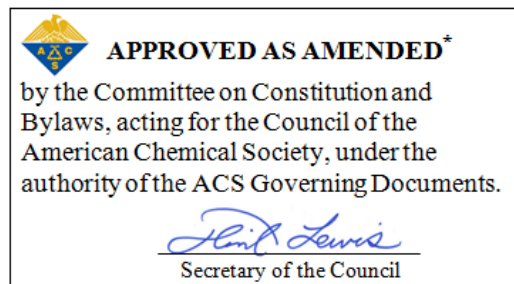 A C S
APPROVED AS AMENDED*
by the Committee on Constitution and
Bylaws, acting for the Council of the
American Chemical Society, under the
authority of the ACS Governing Documents.
Flint Lewis
Secretary of the Council